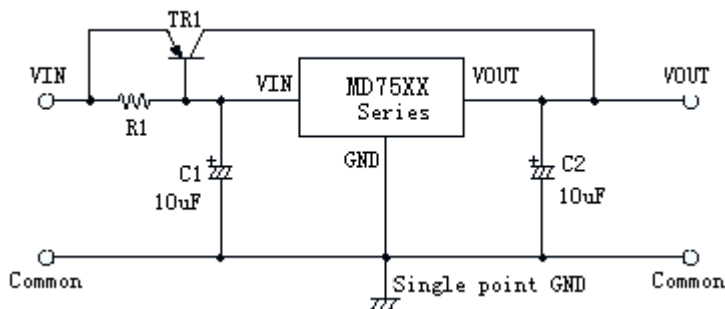 TR1
VIN
R1
VIN
MD75XX
Series
VOUT
VOUT
GND
C1
10uF
C2
10uF
Common
Single point GND
Common